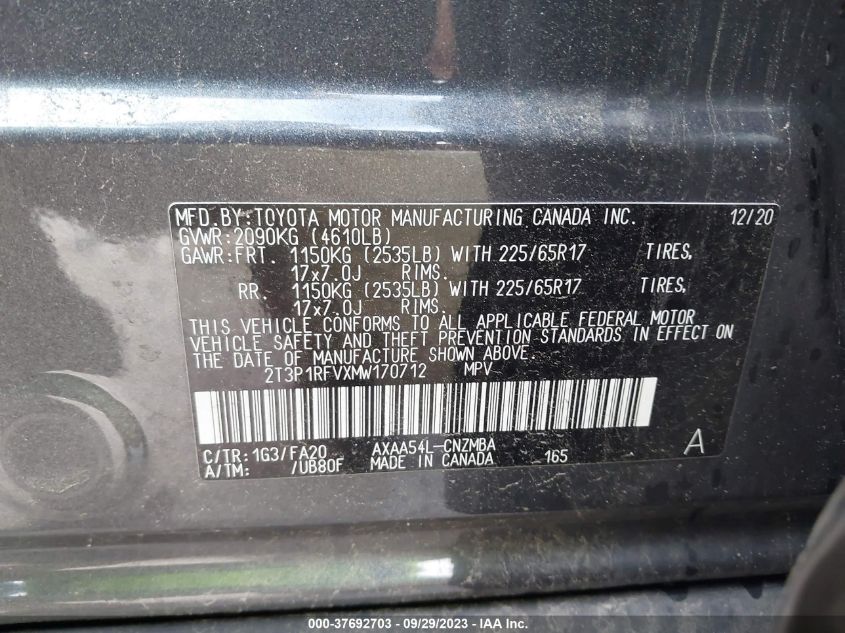 MFD.BY:TOYOTA MOTOR MANUFACTURING CANADA INC. 12/20
GVWR:2090KG (4610LB)
GAWR:FRT. 1150KG (2535LB) WITH 225/65R17 TIRES,
17x7.0J RIMS.
RR. 1150KG (2535LB) WITH 225/65R17 TIRES,
17x7.0J RIMS.
THIS VEHICLE CONFORMS TO ALL APPLICABLE FEDERAL MOTOR
VEHICLE SAFETY AND THEFT PREVENTION STANDARDS IN EFFECT ON
THE DATE OF MANUFACTURE SHOWN ABOVE.
2T3P1RFVXMW170712 MPV
C/TR:1G3/FA20 AXAA54L-CNZMBA A
A/TM: /UB80F MADE IN CANADA 165
000-37692703 - 09/29/2023 - IAA Inc.